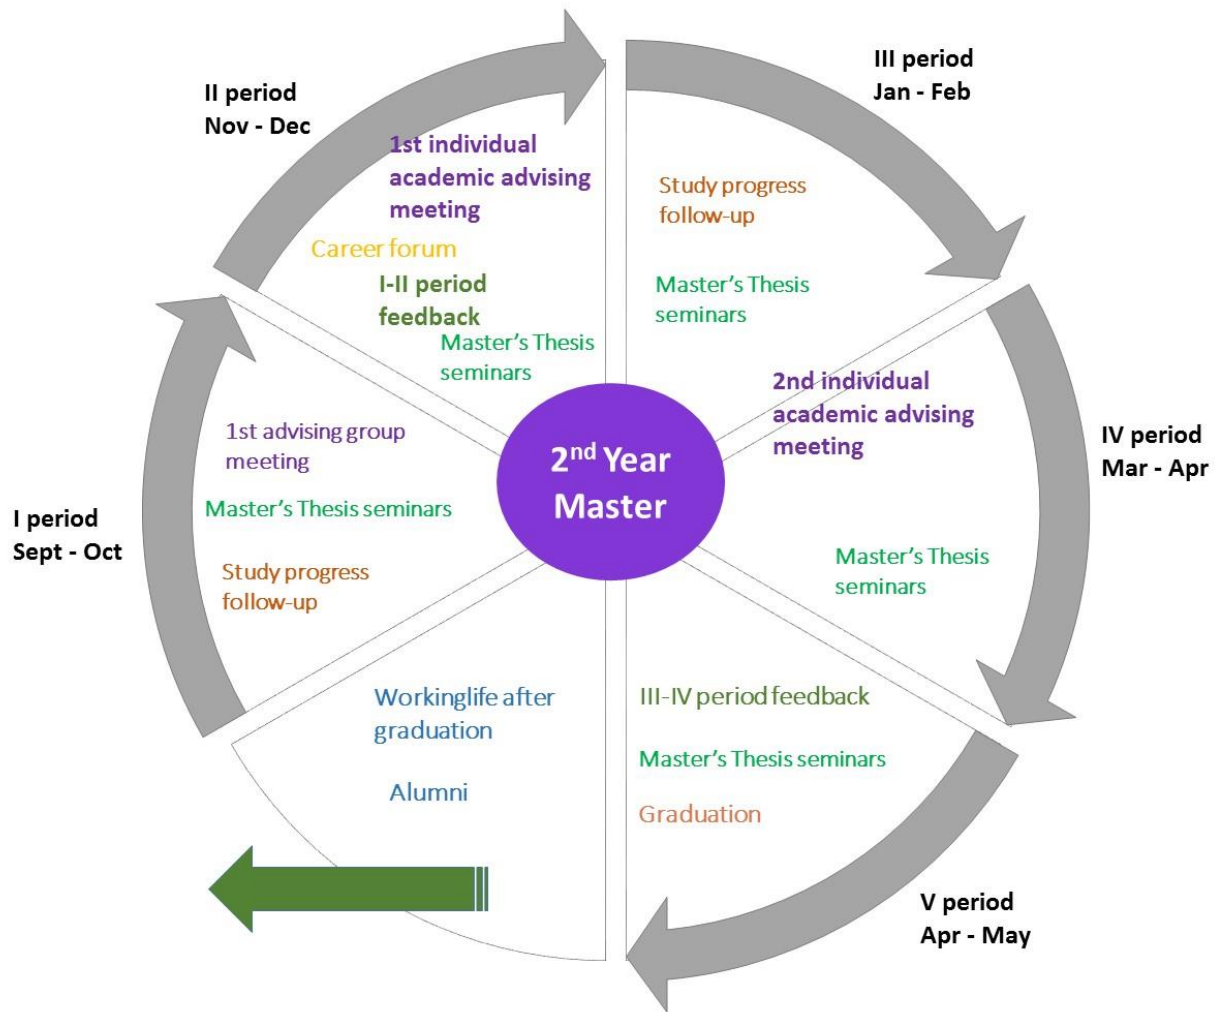 II period
Nov - Dec
1st individual
academic advising
meeting
Career forum
I-II period
feedback
Master's Thesis
seminars
III period
Jan - Feb
Study progress
follow-up
Master's Thesis
seminars
2nd individual
academic advising
meeting
Master's Thesis
seminars
IV period
Mar - Apr
I period
Sept - Oct
1st advising group
meeting
Master's Thesis seminars
Study progress
follow-up
2nd Year
Master
Workinglife after
graduation
Alumni
III-IV period feedback
Master's Thesis seminars
Graduation
V period
Apr - May